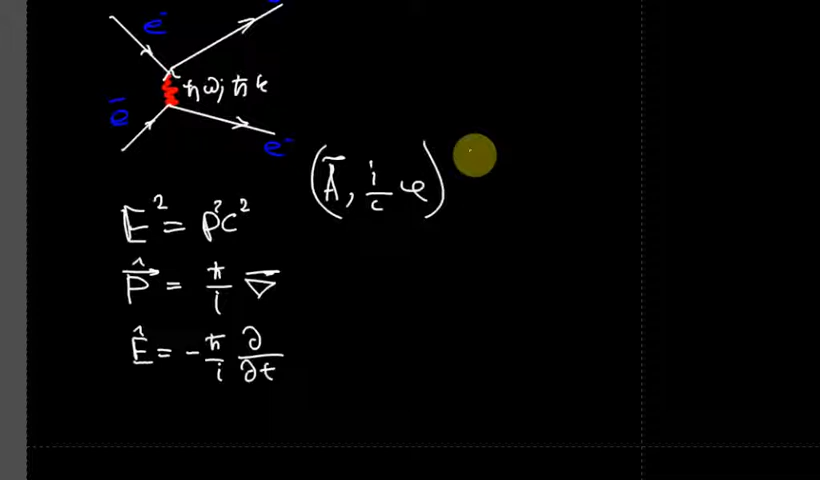 e⁻
ħω; ħk
ē
e⁻
(Ā, i/c φ)
E² = p²c²
p̂⃗ = ħ/i ∇̄
Ê = -ħ/i ∂/∂t